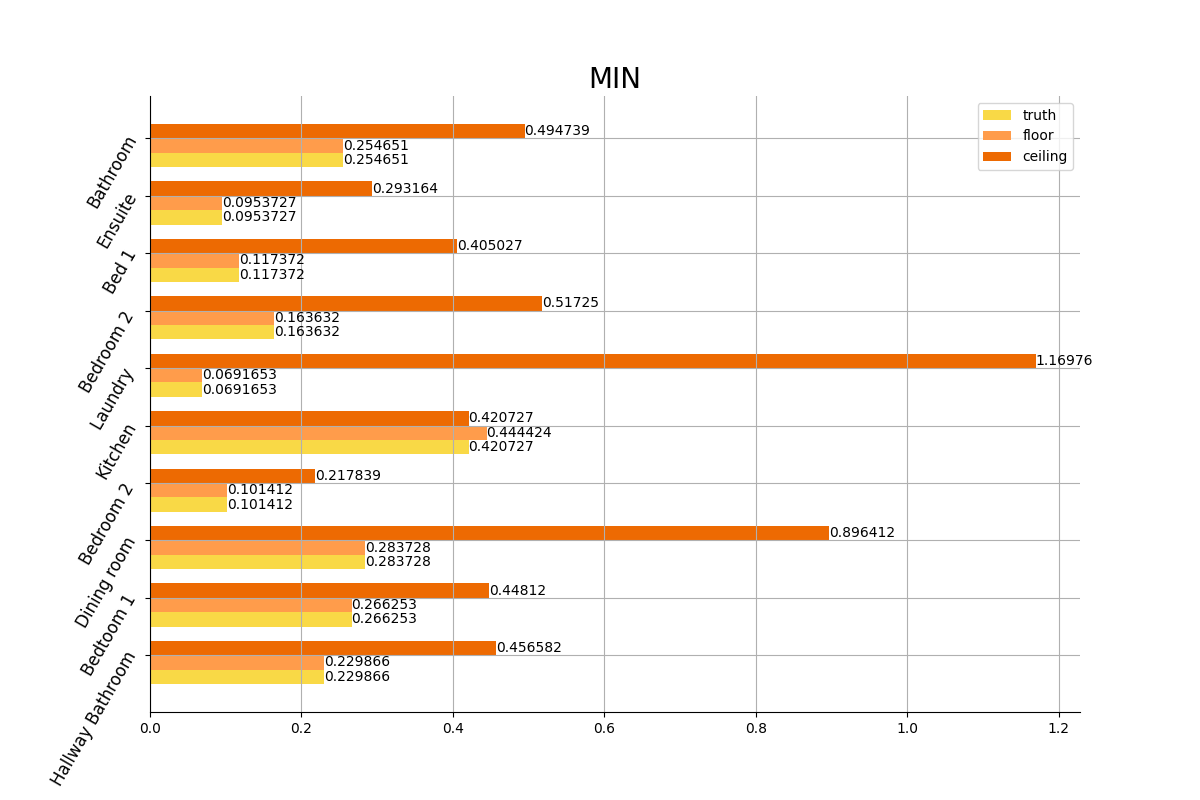 MIN
truth
floor
ceiling
Bathroom
0.494739
0.254651
0.254651
Ensuite
0.293164
0.0953727
0.0953727
Bed 1
0.405027
0.117372
0.117372
Bedroom 2
0.51725
0.163632
0.163632
Laundry
1.16976
0.0691653
0.0691653
Kitchen
0.420727
0.444424
0.420727
Bedroom 2
0.217839
0.101412
0.101412
Dining room
0.896412
0.283728
0.283728
Bedtoom 1
0.44812
0.266253
0.266253
Hallway Bathroom
0.456582
0.229866
0.229866
0.0 0.2 0.4 0.6 0.8 1.0 1.2